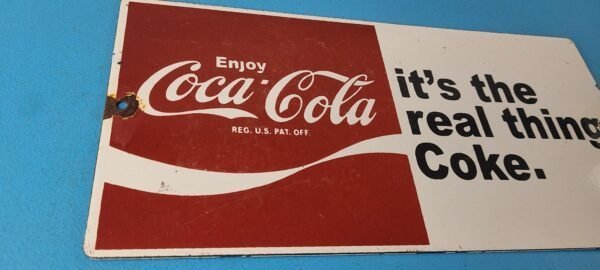 Enjoy
Coca-Cola
REG. U.S. PAT. OFF.
it's the
real thing
Coke.